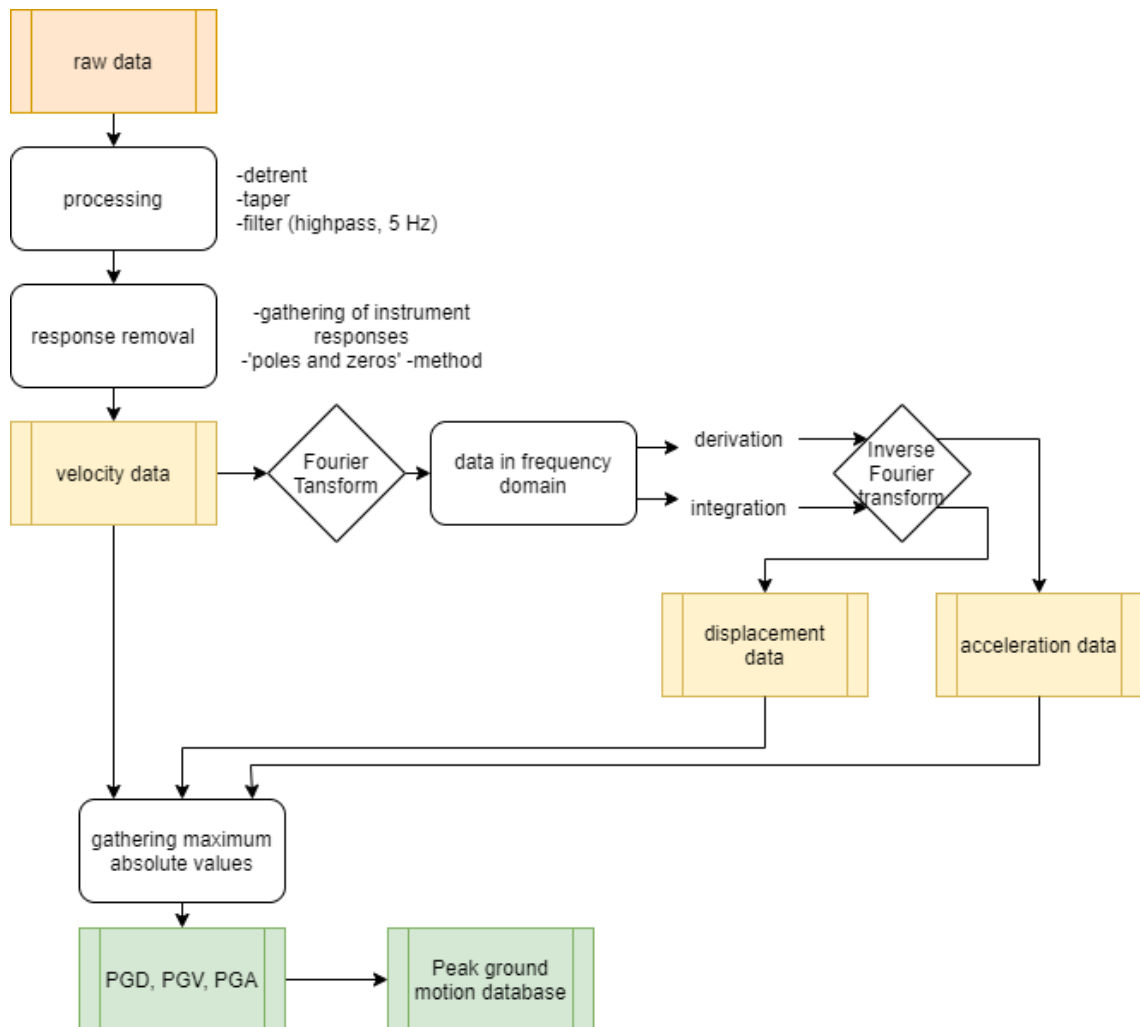 raw data
processing
-detrent
-taper
-filter (highpass, 5 Hz)
response removal
-gathering of instrument
responses
-'poles and zeros' -method
velocity data
Fourier
Tansform
data in frequency
domain
derivation
integration
Inverse
Fourier
transform
displacement
data
acceleration data
gathering maximum
absolute values
PGD, PGV, PGA
Peak ground
motion database